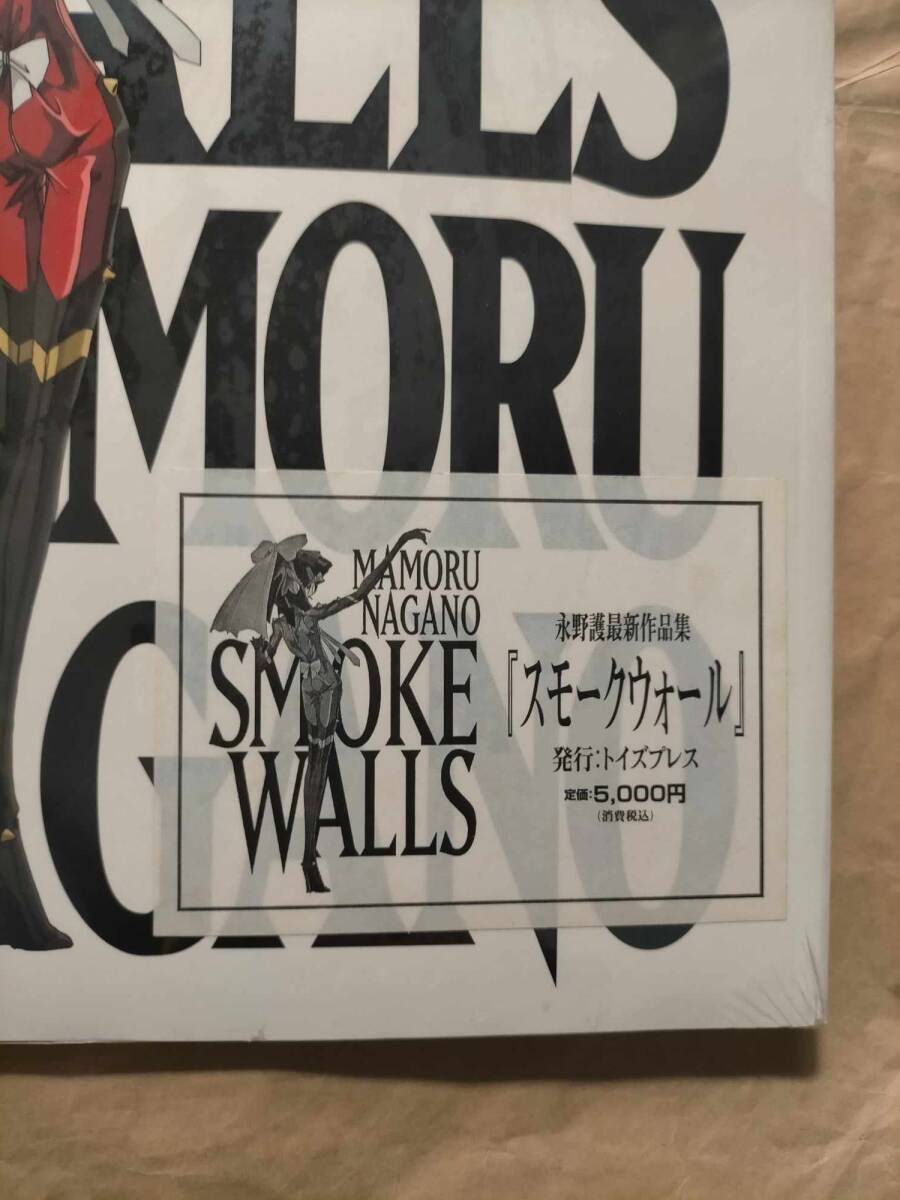 ALLS
MORU
GANO
MAMORU
NAGANO
SMOKE
WALLS
永野護最新作品集
『スモークウォール』
発行:トイズプレス
定価:5,000円
(消費税込)